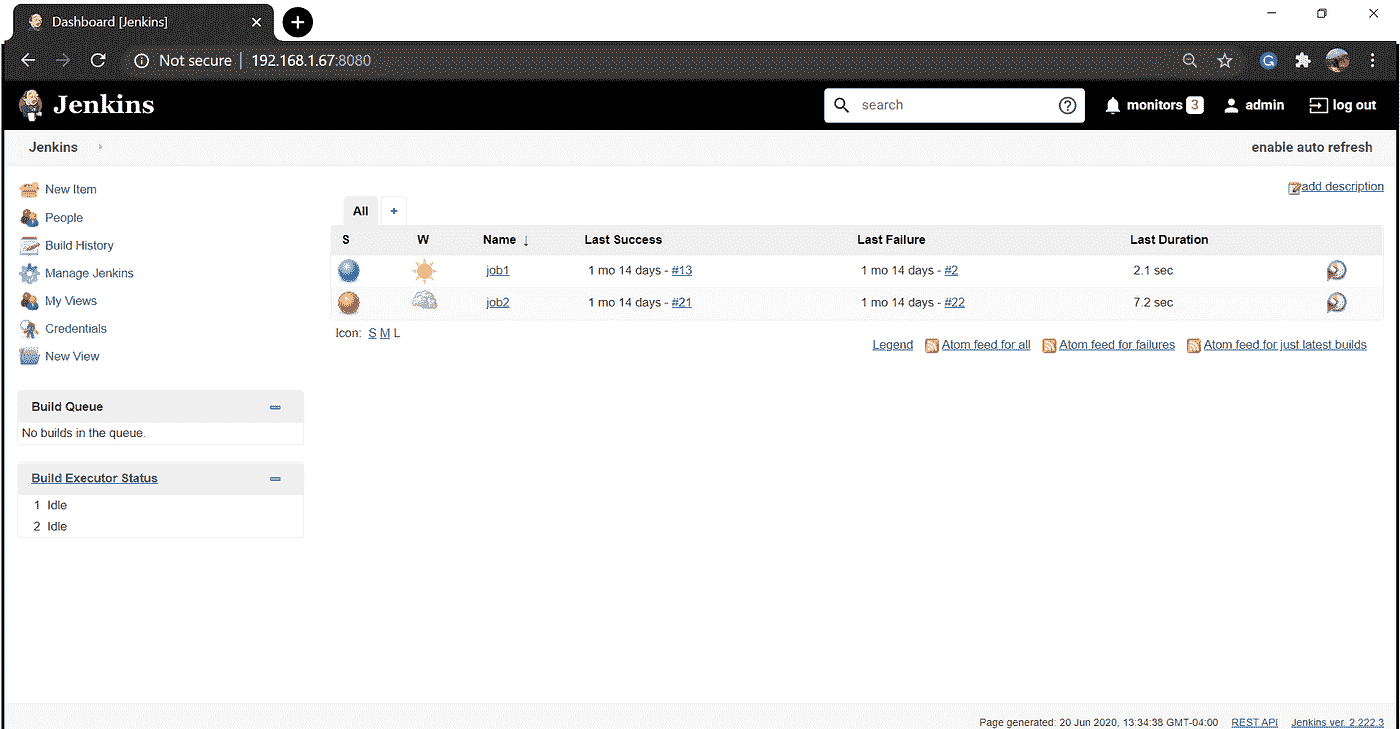 Dashboard [Jenkins]
Not secure | 192.168.1.67:8080
Jenkins
search
monitors 3
admin
log out
Jenkins
enable auto refresh
New Item
People
Build History
Manage Jenkins
My Views
Credentials
New View
Build Queue
No builds in the queue.
Build Executor Status
1 Idle
2 Idle
add description
All +
S W Name ↓ Last Success Last Failure Last Duration
job1 1 mo 14 days - #13 1 mo 14 days - #2 2.1 sec
job2 1 mo 14 days - #21 1 mo 14 days - #22 7.2 sec
Icon: S M L
Legend Atom feed for all Atom feed for failures Atom feed for just latest builds
Page generated: 20 Jun 2020, 13:34:38 GMT-04:00 REST API Jenkins ver. 2.222.3